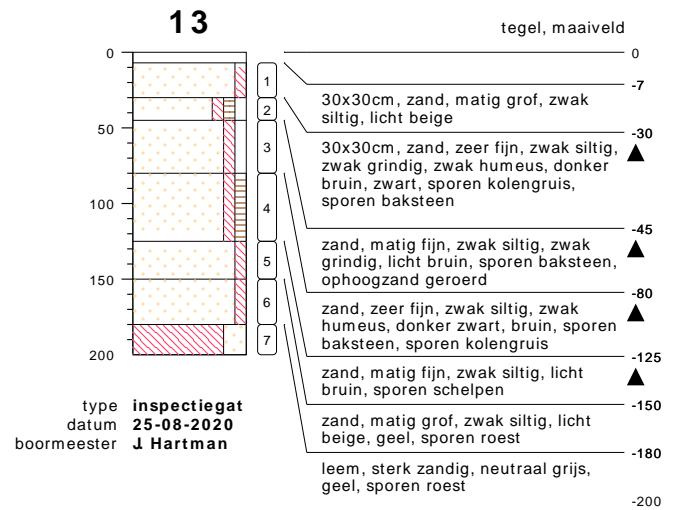 13
tegel, maaiveld
0
0
-7
1
30x30cm, zand, matig grof, zwak
siltig, licht beige
-30
2
30x30cm, zand, zeer fijn, zwak siltig,
zwak grindig, zwak humeus, donker
bruin, zwart, sporen kolengruis,
sporen baksteen
50
3
-45
zand, matig fijn, zwak siltig, zwak
grindig, licht bruin, sporen baksteen,
ophoogzand geroerd
100
4
-80
zand, zeer fijn, zwak siltig, zwak
humeus, donker zwart, bruin, sporen
baksteen, sporen kolengruis
5
-125
150
zand, matig fijn, zwak siltig, licht
bruin, sporen schelpen
6
-150
zand, matig grof, zwak siltig, licht
beige, geel, sporen roest
7
200
-180
leem, sterk zandig, neutraal grijs,
geel, sporen roest
-200
type inspectiegat
datum 25-08-2020
boormeester J Hartman